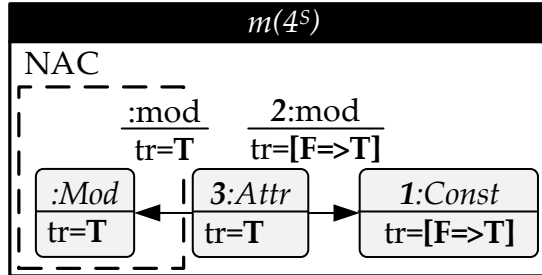 m(4ˢ)
NAC
:mod
tr=T
2:mod
tr=[F=>T]
:Mod
tr=T
3:Attr
tr=T
1:Const
tr=[F=>T]